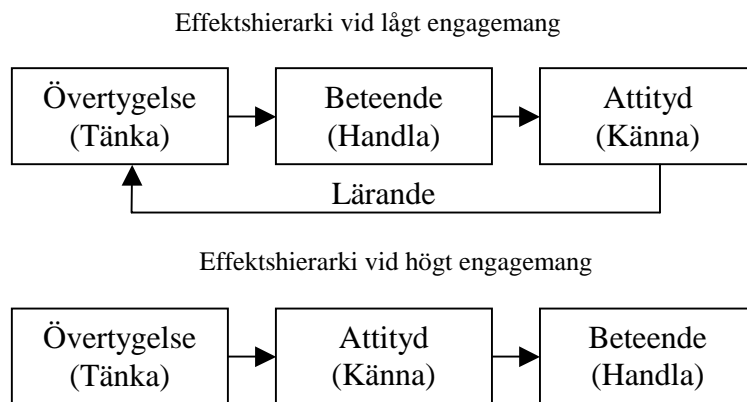 Effektshierarki vid lågt engagemang
Övertygelse
(Tänka)
Beteende
(Handla)
Attityd
(Känna)
Lärande
Effektshierarki vid högt engagemang
Övertygelse
(Tänka)
Attityd
(Känna)
Beteende
(Handla)